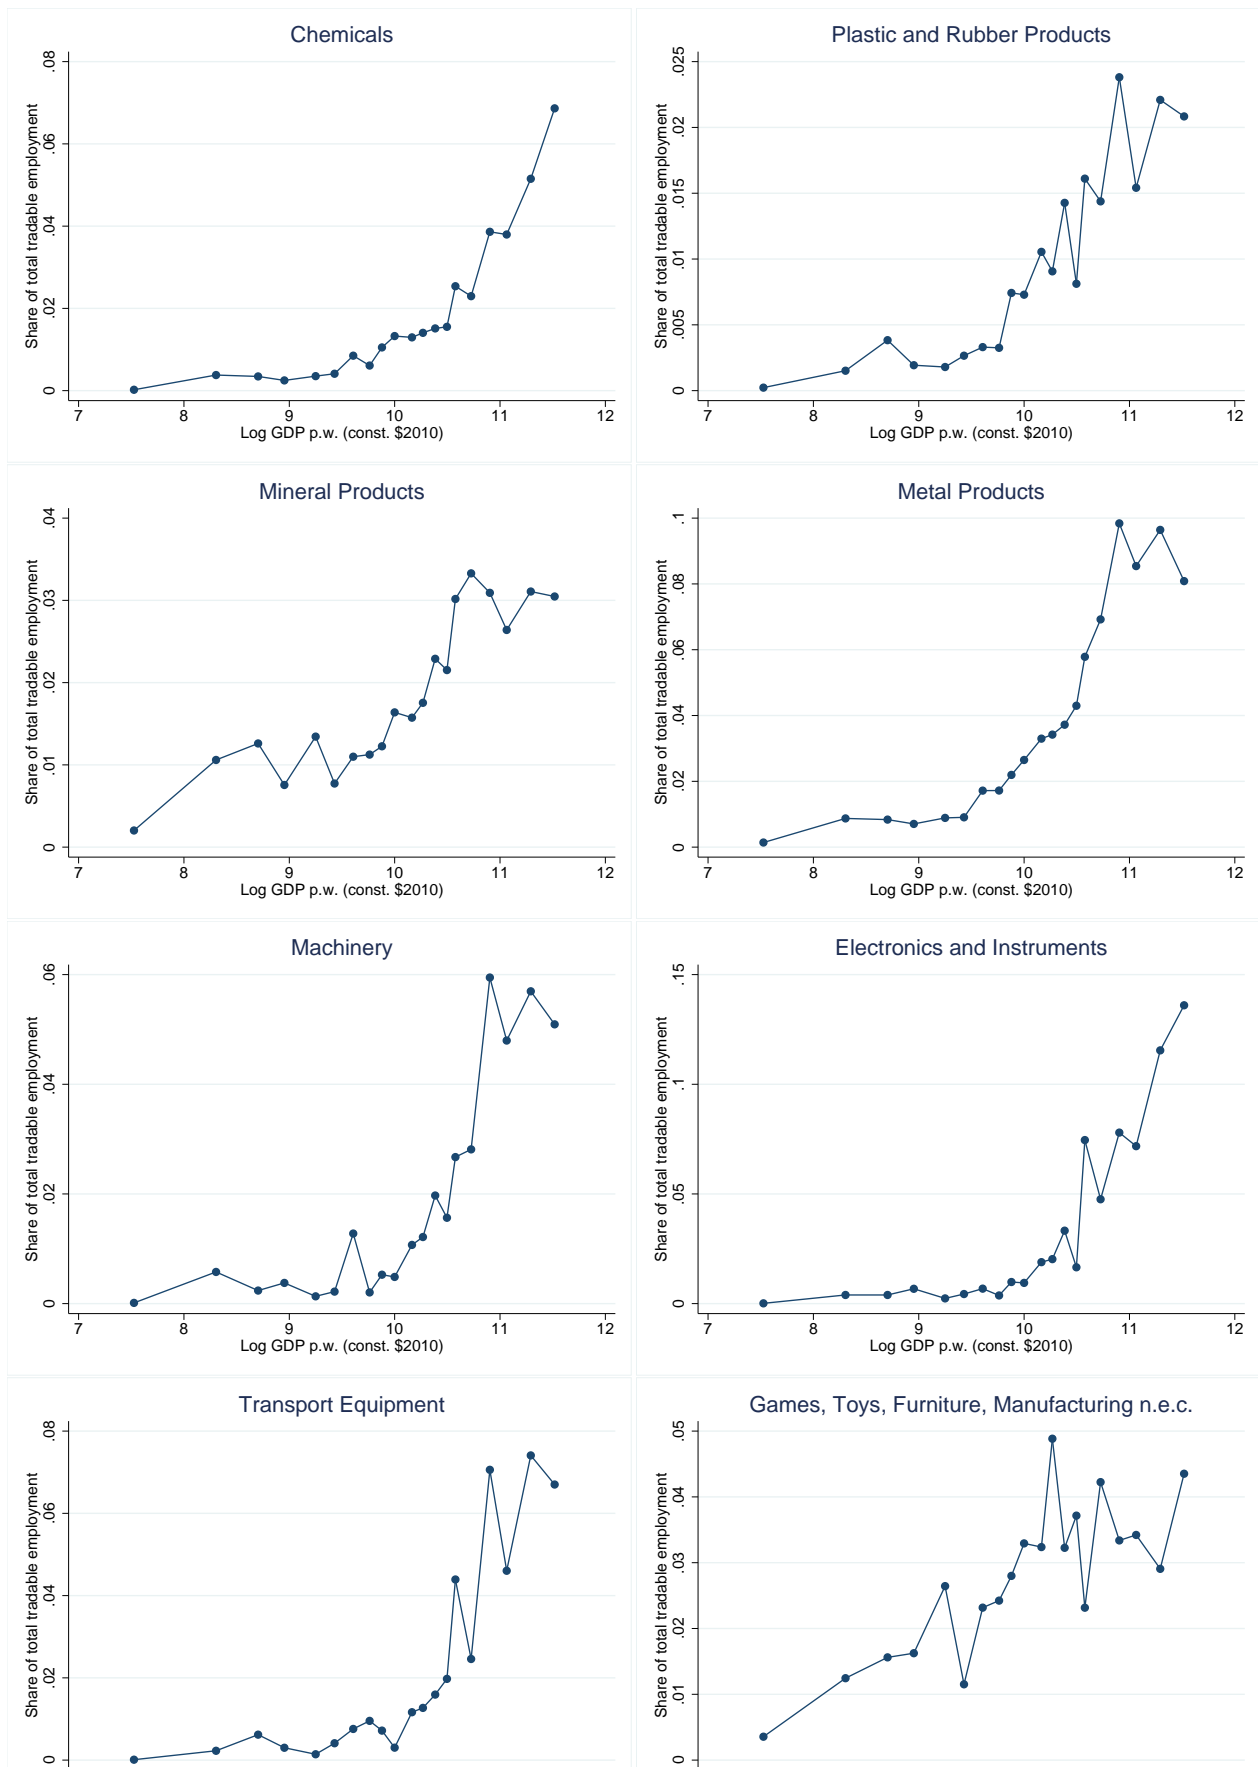 Chemicals
Share of total tradable employment
.08
.06
.04
.02
0
7 8 9 10 11 12
Log GDP p.w. (const. $2010)
Plastic and Rubber Products
Share of total tradable employment
.025
.02
.015
.01
.005
0
7 8 9 10 11 12
Log GDP p.w. (const. $2010)
Mineral Products
Share of total tradable employment
.04
.03
.02
.01
0
7 8 9 10 11 12
Log GDP p.w. (const. $2010)
Metal Products
Share of total tradable employment
.1
.08
.06
.04
.02
0
7 8 9 10 11 12
Log GDP p.w. (const. $2010)
Machinery
Share of total tradable employment
.06
.04
.02
0
7 8 9 10 11 12
Log GDP p.w. (const. $2010)
Electronics and Instruments
Share of total tradable employment
.15
.1
.05
0
7 8 9 10 11 12
Log GDP p.w. (const. $2010)
Transport Equipment
Share of total tradable employment
.08
.06
.04
.02
0
Games, Toys, Furniture, Manufacturing n.e.c.
Share of total tradable employment
.05
.04
.03
.02
.01
0